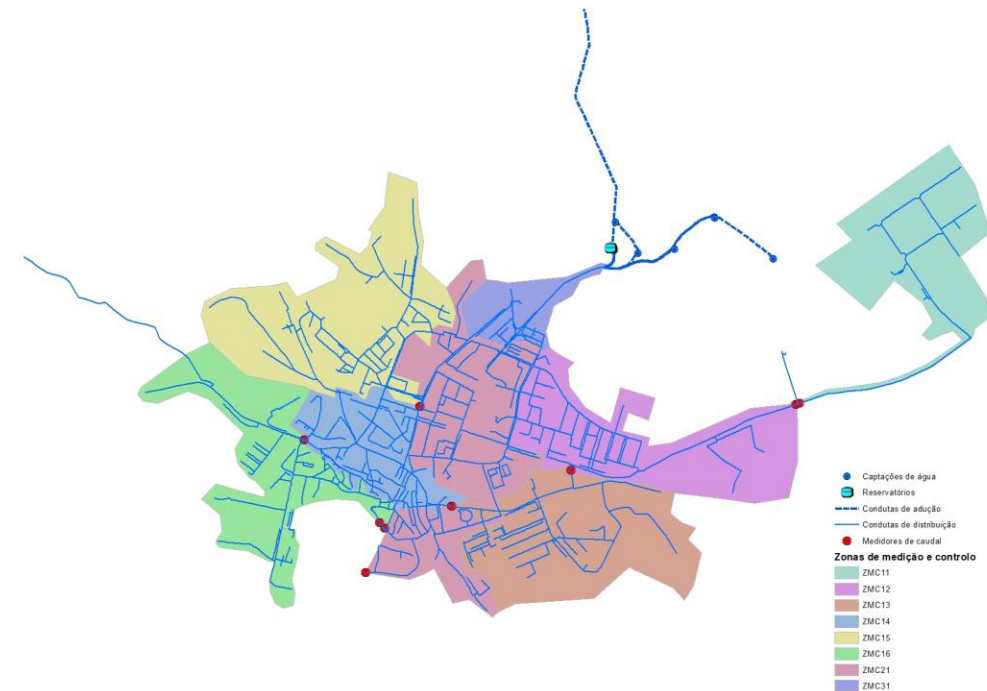 Captações de água
Reservatórios
Condutas de adução
Condutas de distribuição
Medidores de caudal
Zonas de medição e controlo
ZMC11
ZMC12
ZMC13
ZMC14
ZMC15
ZMC16
ZMC21
ZMC31